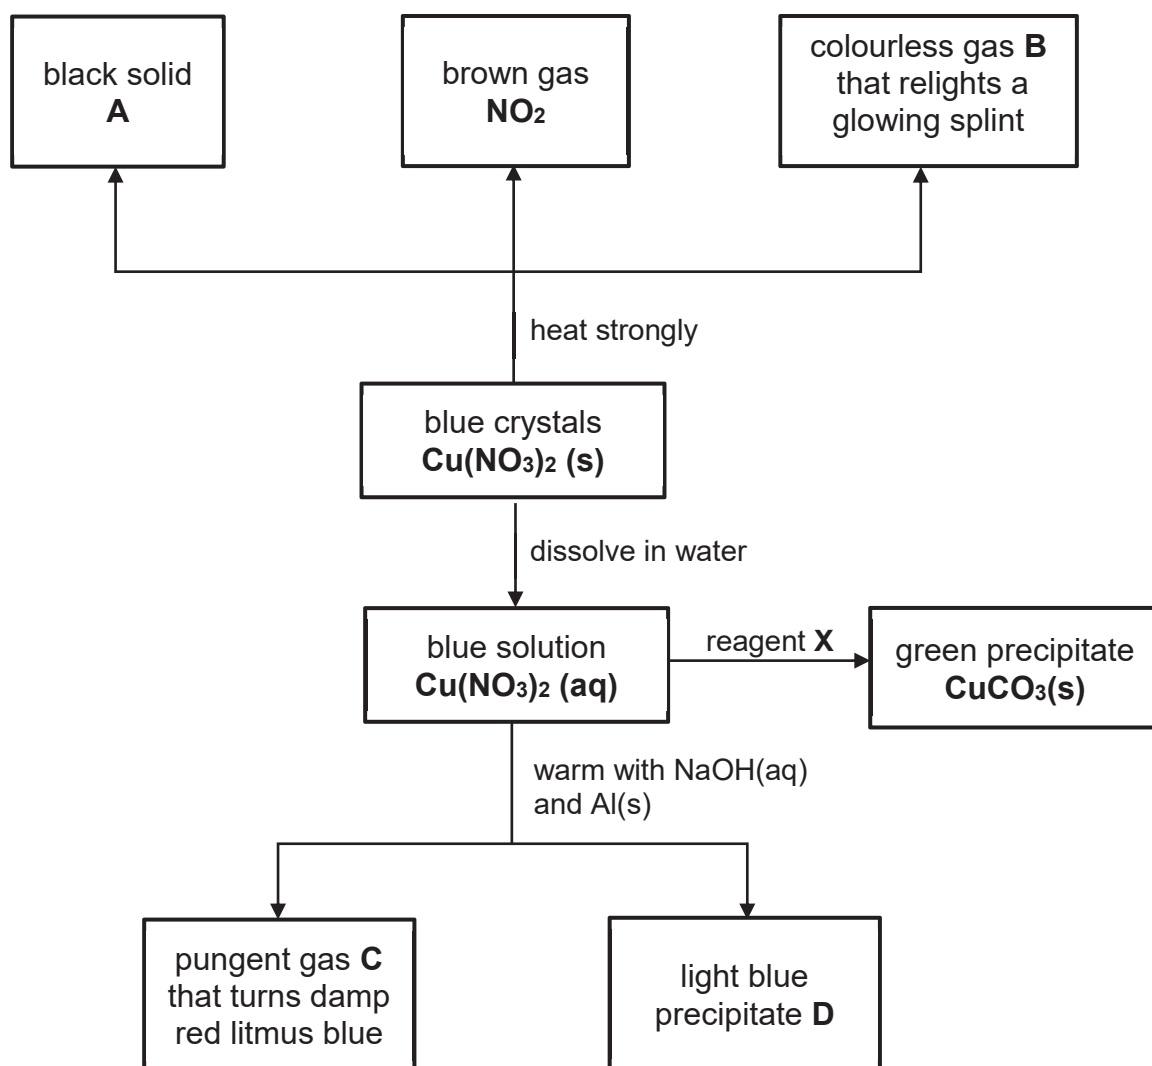 black solid
A
brown gas
NO₂
colourless gas B
that relights a
glowing splint
heat strongly
blue crystals
Cu(NO₃)₂ (s)
dissolve in water
blue solution
Cu(NO₃)₂ (aq)
reagent X
green precipitate
CuCO₃(s)
warm with NaOH(aq)
and Al(s)
pungent gas C
that turns damp
red litmus blue
light blue
precipitate D